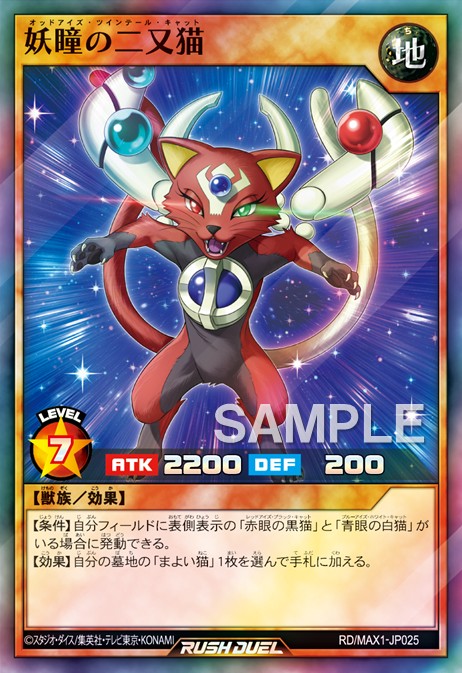 オッドアイズ・ツインテール・キャット
妖瞳の二又猫
地
SAMPLE
LEVEL
7
ATK 2200 DEF 200
【獣族／効果】
【条件】自分フィールドに表側表示の「赤眼の黒猫」と「青眼の白猫」が
いる場合に発動できる。
【効果】自分の墓地の「まよい猫」1枚を選んで手札に加える。
©スタジオ・ダイス/集英社・テレビ東京・KONAMI RUSH DUEL RD/MAX1-JP025